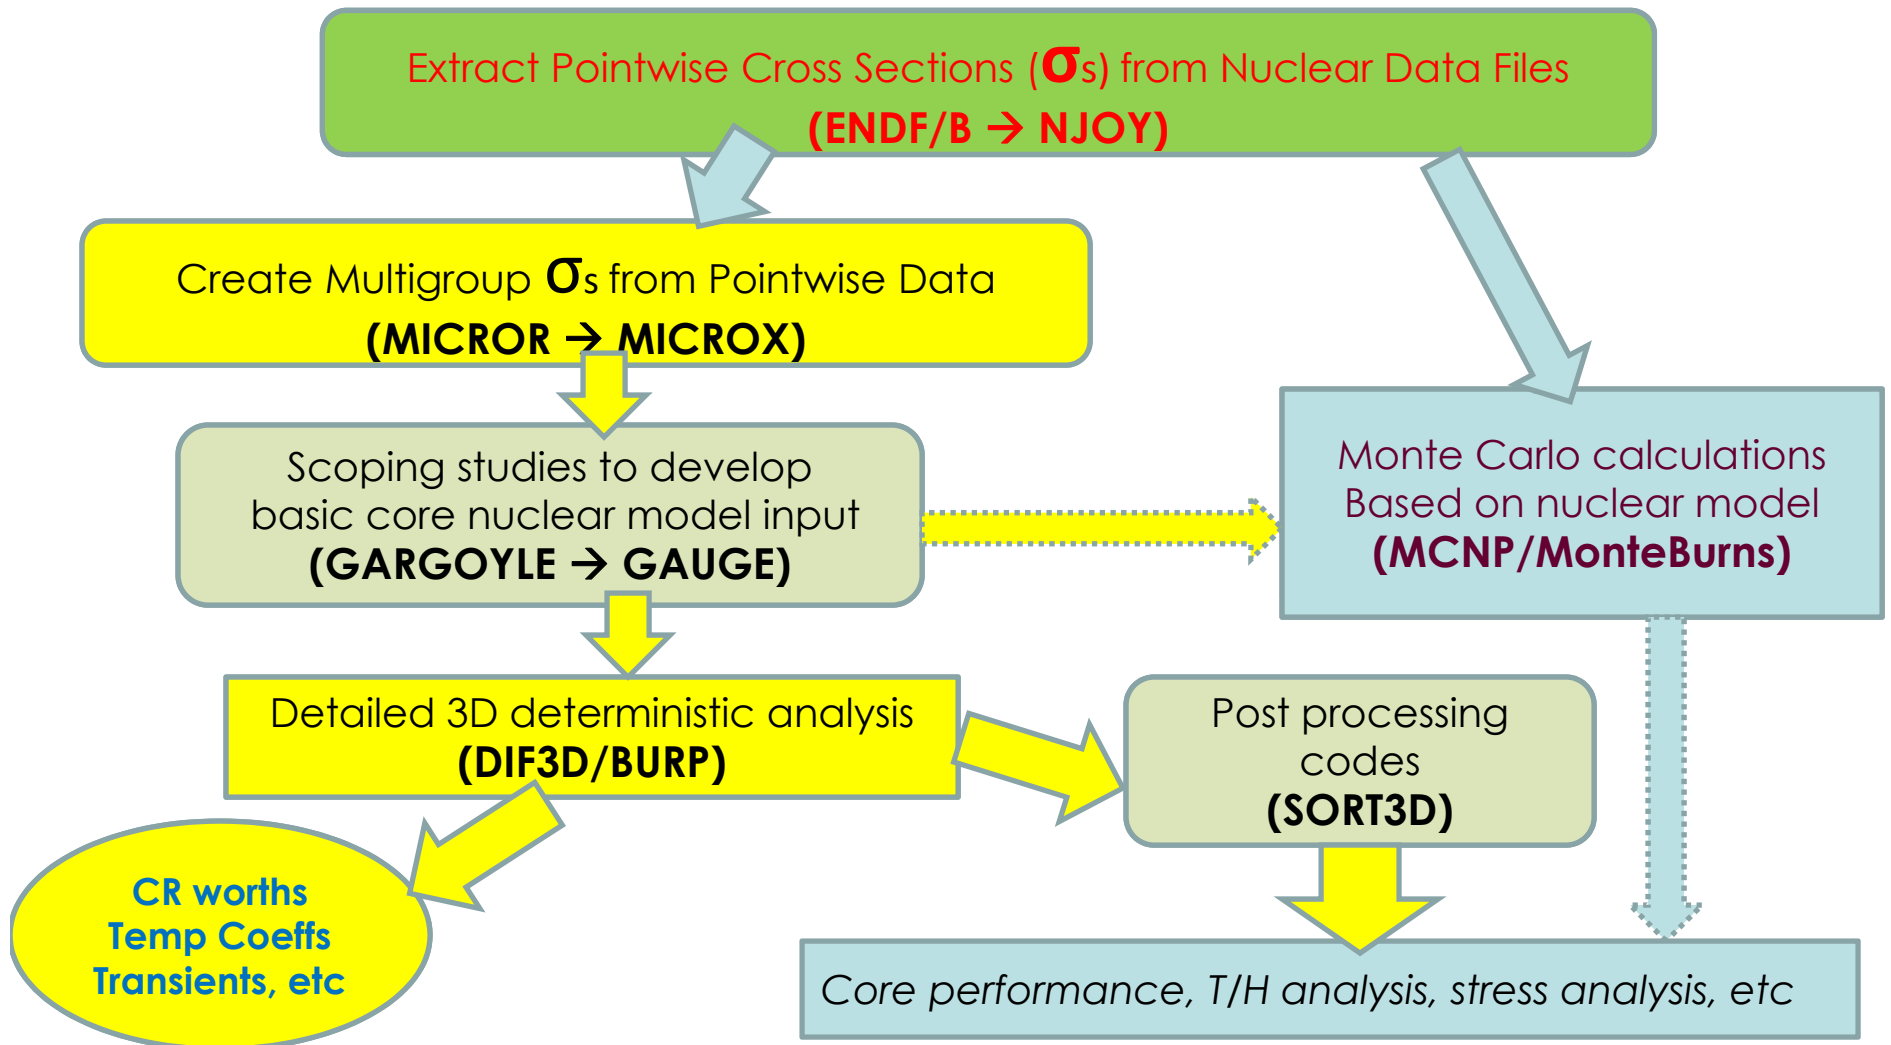 Extract Pointwise Cross Sections (σs) from Nuclear Data Files
(ENDF/B → NJOY)
Create Multigroup σs from Pointwise Data
(MICROR → MICROX)
Scoping studies to develop
basic core nuclear model input
(GARGOYLE → GAUGE)
Monte Carlo calculations
Based on nuclear model
(MCNP/MonteBurns)
Detailed 3D deterministic analysis
(DIF3D/BURP)
Post processing
codes
(SORT3D)
CR worths
Temp Coeffs
Transients, etc
Core performance, T/H analysis, stress analysis, etc